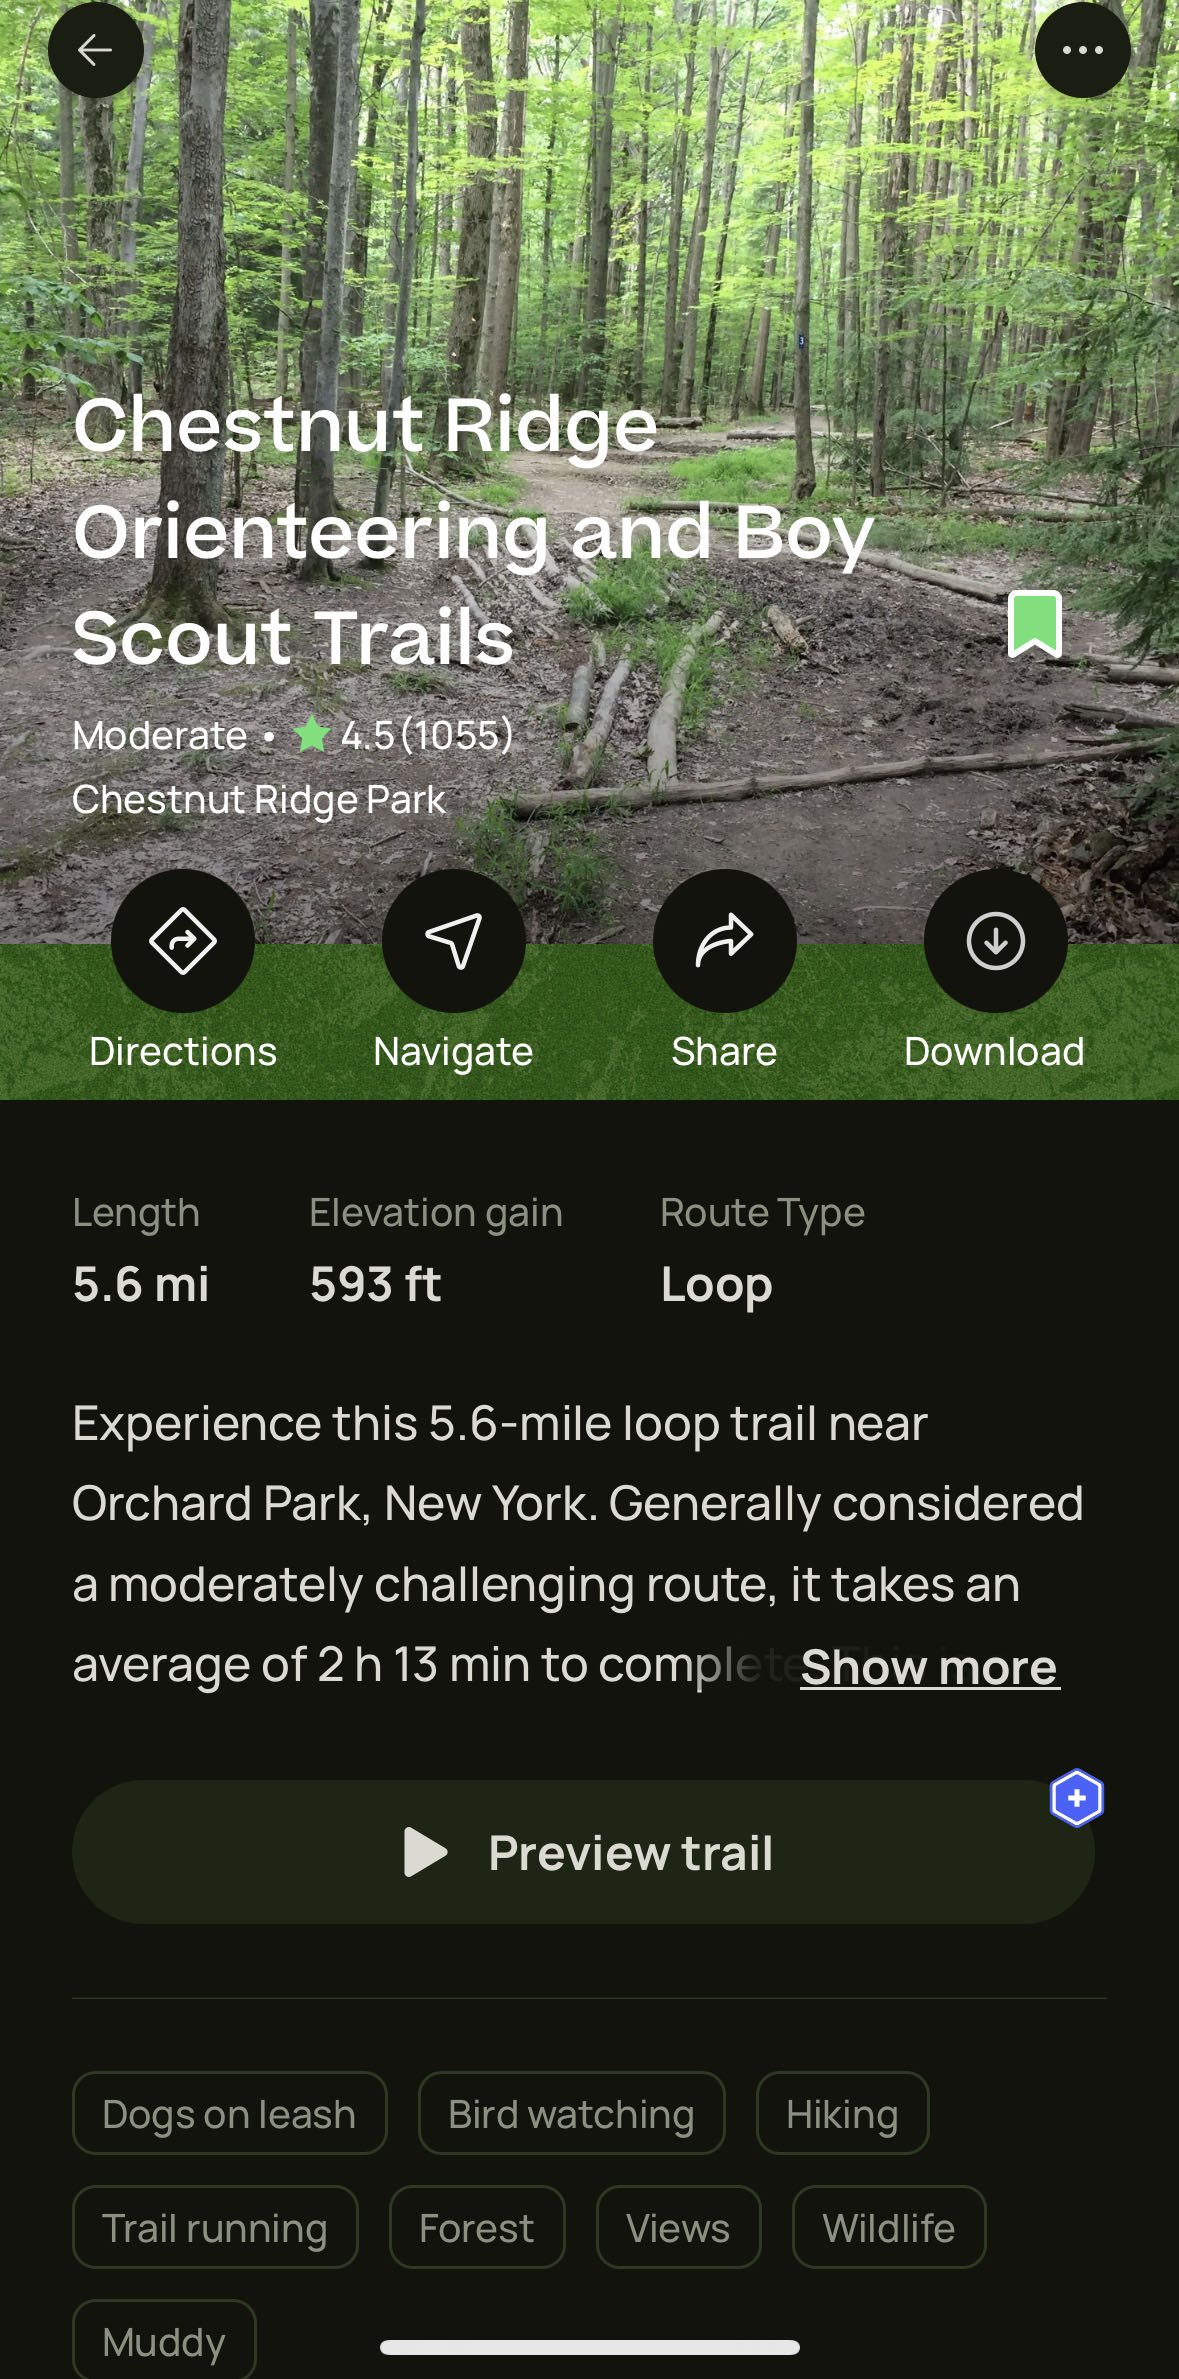 Chestnut Ridge
Orienteering and Boy
Scout Trails
Moderate • 4.5 (1055)
Chestnut Ridge Park
Directions Navigate Share Download
Length Elevation gain Route Type
5.6 mi 593 ft Loop
Experience this 5.6-mile loop trail near
Orchard Park, New York. Generally considered
a moderately challenging route, it takes an
average of 2 h 13 min to complete Show more
Preview trail
Dogs on leash Bird watching Hiking
Trail running Forest Views Wildlife
Muddy